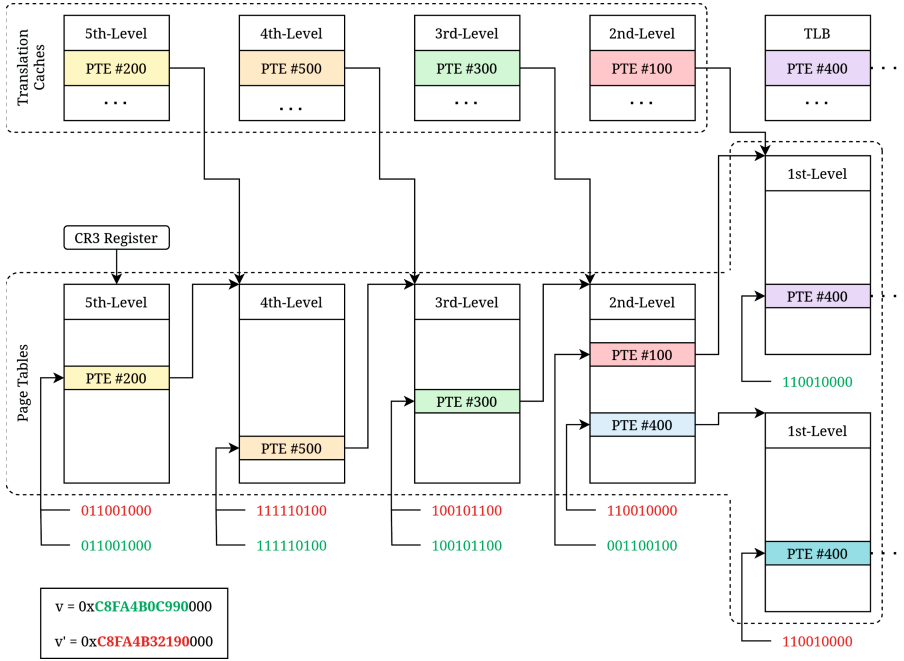 Translation
Caches
5th-Level
PTE #200
. . .
4th-Level
PTE #500
. . .
3rd-Level
PTE #300
. . .
2nd-Level
PTE #100
. . .
TLB
PTE #400
. . .
. . .
CR3 Register
Page Tables
5th-Level
PTE #200
4th-Level
PTE #500
3rd-Level
PTE #300
2nd-Level
PTE #100
PTE #400
1st-Level
PTE #400
. . .
110010000
1st-Level
PTE #400
. . .
110010000
011001000
111110100
100101100
110010000
011001000
111110100
100101100
001100100
v = 0xC8FA4B0C990000
v' = 0xC8FA4B32190000